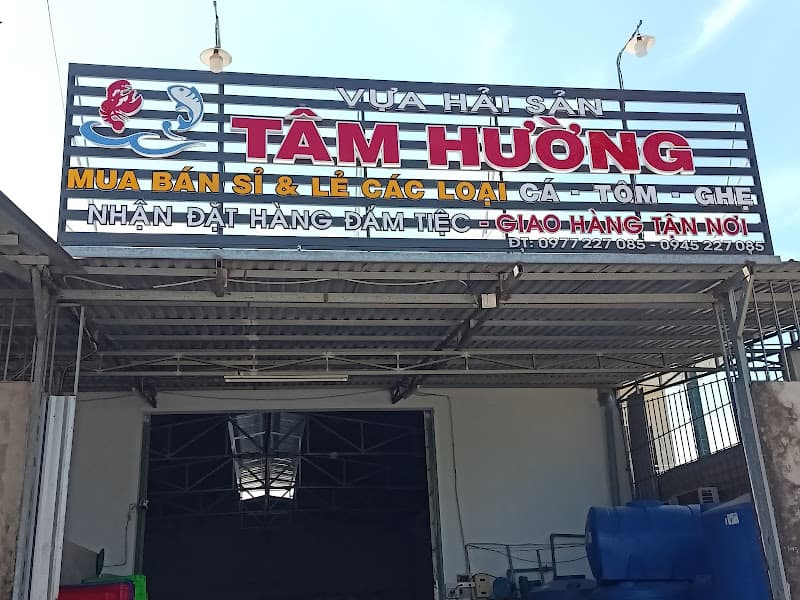 VỰA HẢI SẢN
TÂM HƯỜNG
MUA BÁN SỈ & LẺ CÁC LOẠI CÁ - TÔM - GHẸ
NHẬN ĐẶT HÀNG ĐÁM TIỆC - GIAO HÀNG TẬN NƠI
ĐT: 0977 227 085 - 0945 227 085